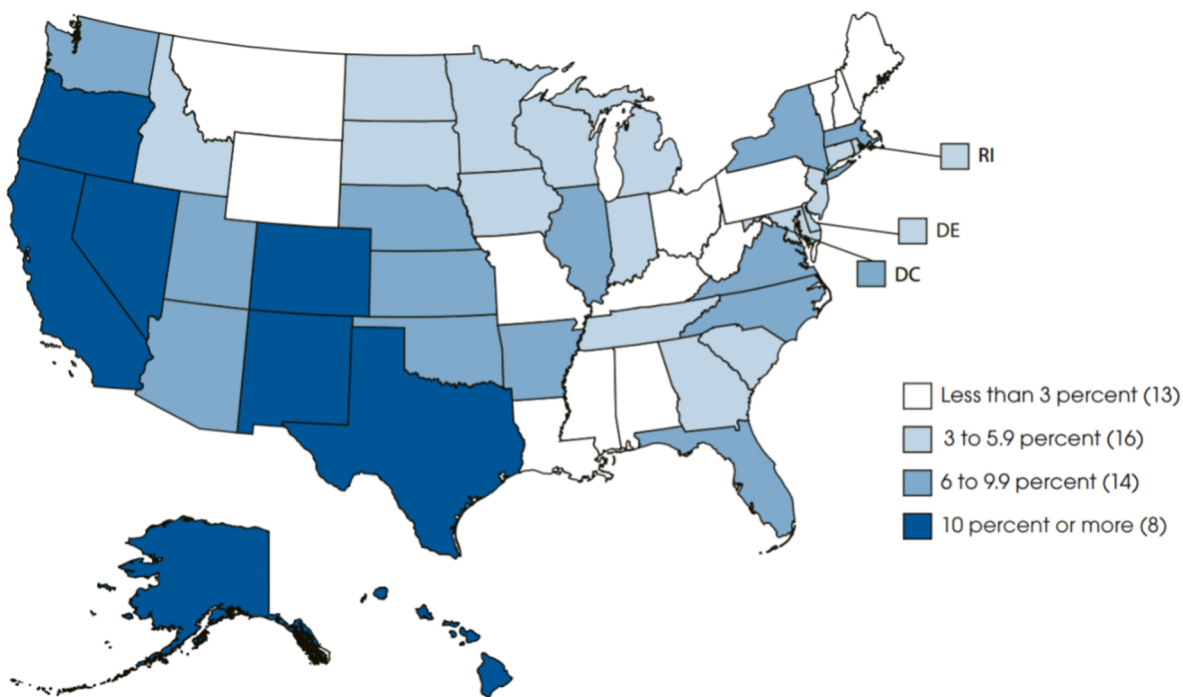 RI
DE
DC
Less than 3 percent (13)
3 to 5.9 percent (16)
6 to 9.9 percent (14)
10 percent or more (8)